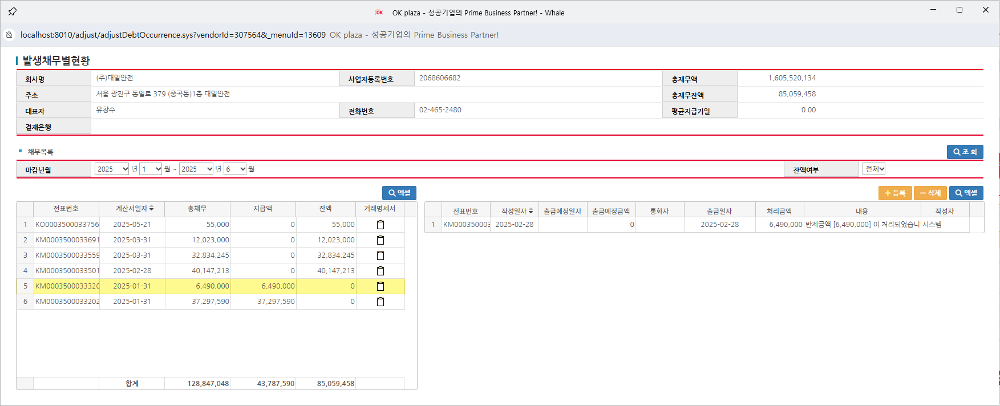 OK plaza - 성공기업의 Prime Business Partner! - Whale
localhost:8010/adjust/adjustDebtOccurrence.sys?vendorId=307564&_menuId=13609 OK plaza - 성공기업의 Prime Business Partner!
발생채무별현황
회사명 (주)대일안전 사업자등록번호 2068606682 총채무액 1,605,520,134
주소 서울 광진구 동일로 379 (중곡동)1층 대일안전 총채무잔액 85,059,458
대표자 유창수 전화번호 02-465-2480 평균지급기일 0.00
결재은행
채무목록 조 회
마감년월 2025 년 1 월 ~ 2025 년 6 월 잔액여부 전체
엑셀 등록 삭제 엑셀
전표번호 계산서일자 총채무 지급액 잔액 거래명세서
1 KO0003500033756 2025-05-21 55,000 0 55,000
2 KM0003500033691 2025-03-31 12,023,000 0 12,023,000
3 KM0003500033559 2025-03-31 32,834,245 0 32,834,245
4 KM0003500033501 2025-02-28 40,147,213 0 40,147,213
5 KM0003500033320 2025-01-31 6,490,000 6,490,000 0
6 KM0003500033202 2025-01-31 37,297,590 37,297,590 0
합계 128,847,048 43,787,590 85,059,458
전표번호 작성일자 출금예정일자 출금예정금액 통화자 출금일자 처리금액 내용 작성자
1 KM000350003 2025-02-28 0 2025-02-28 6,490,000 반제금액 [6,490,000] 이 처리되었습니 시스템